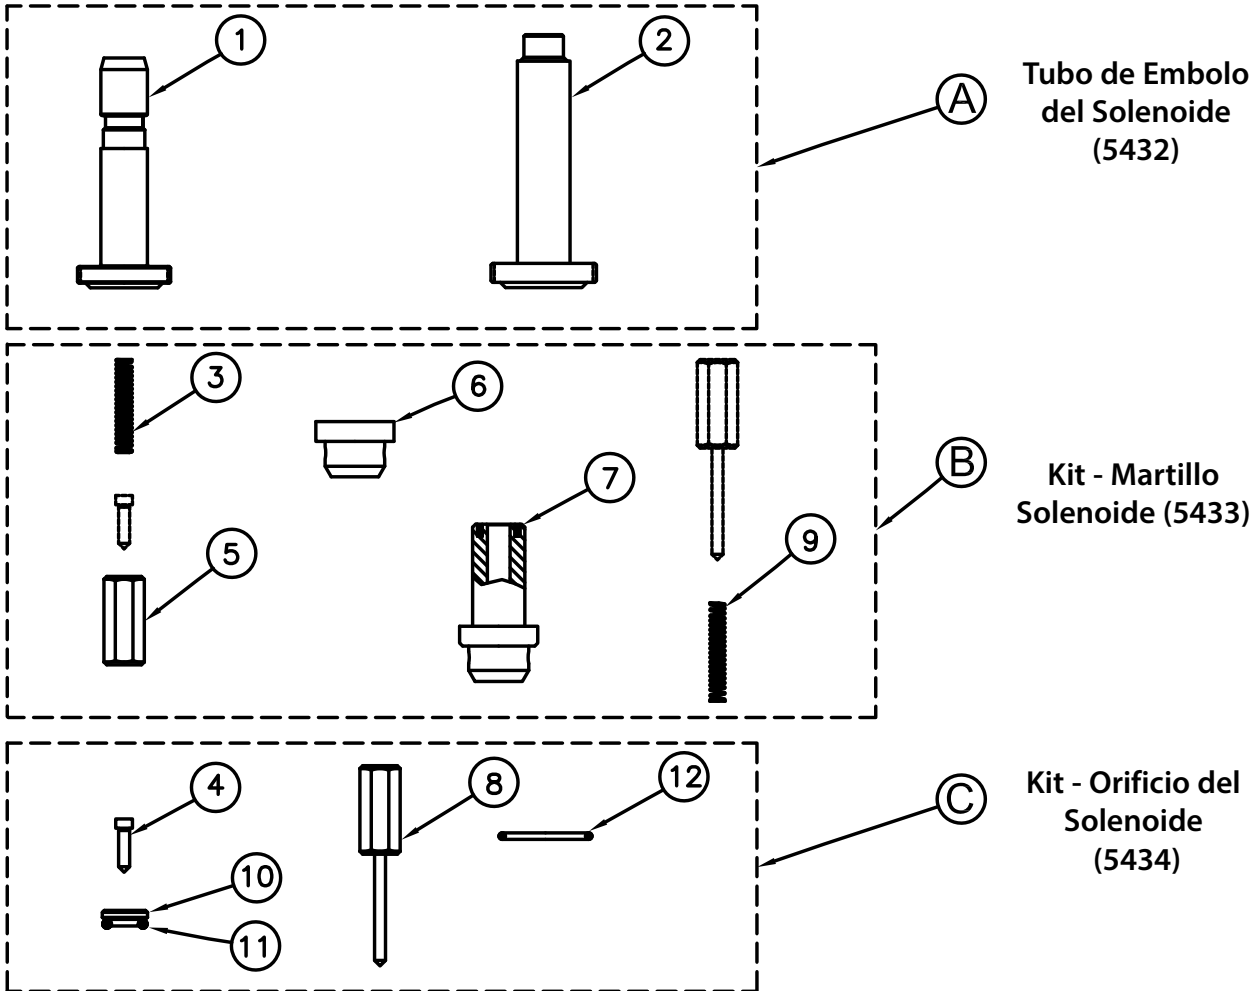 1
2
A
Tubo de Embolo
del Solenoide
(5432)
3
6
7
5
9
B
Kit - Martillo
Solenoide (5433)
4
8
12
10
11
C
Kit - Orificio del
Solenoide
(5434)